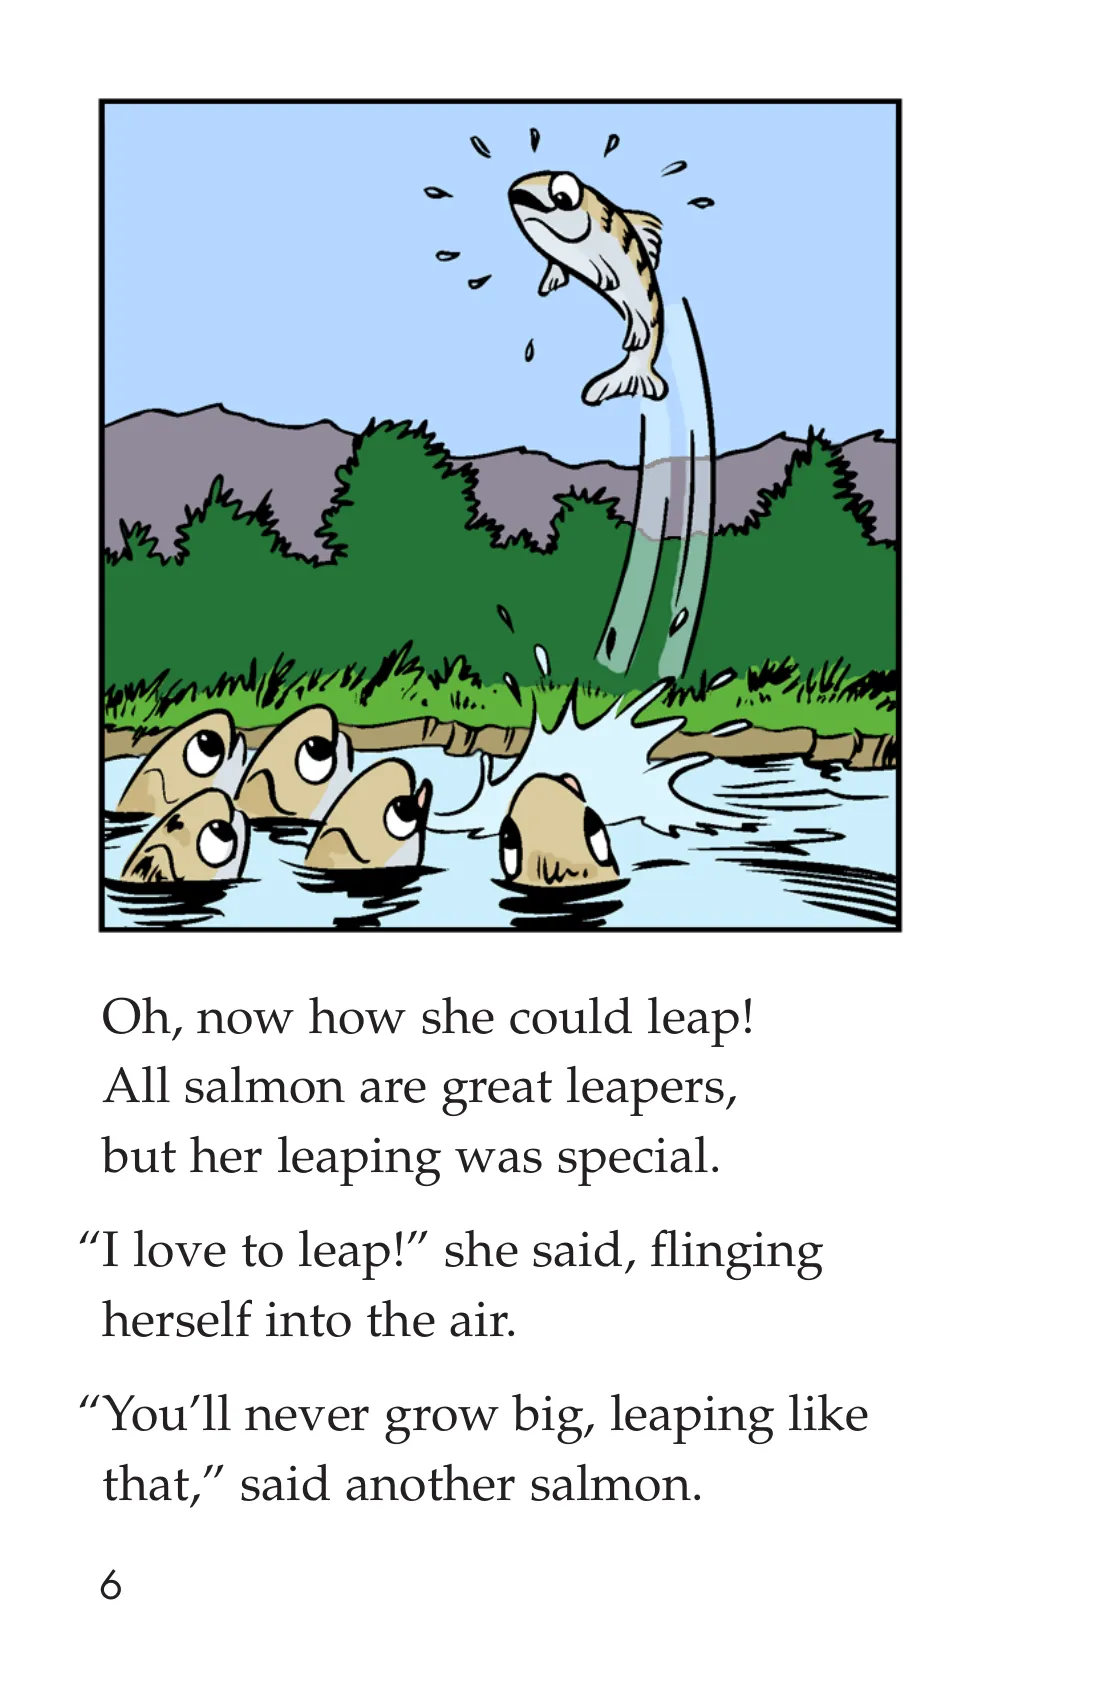 Oh, now how she could leap!
All salmon are great leapers,
but her leaping was special.
“I love to leap!” she said, flinging
herself into the air.
“You’ll never grow big, leaping like
that,” said another salmon.
6